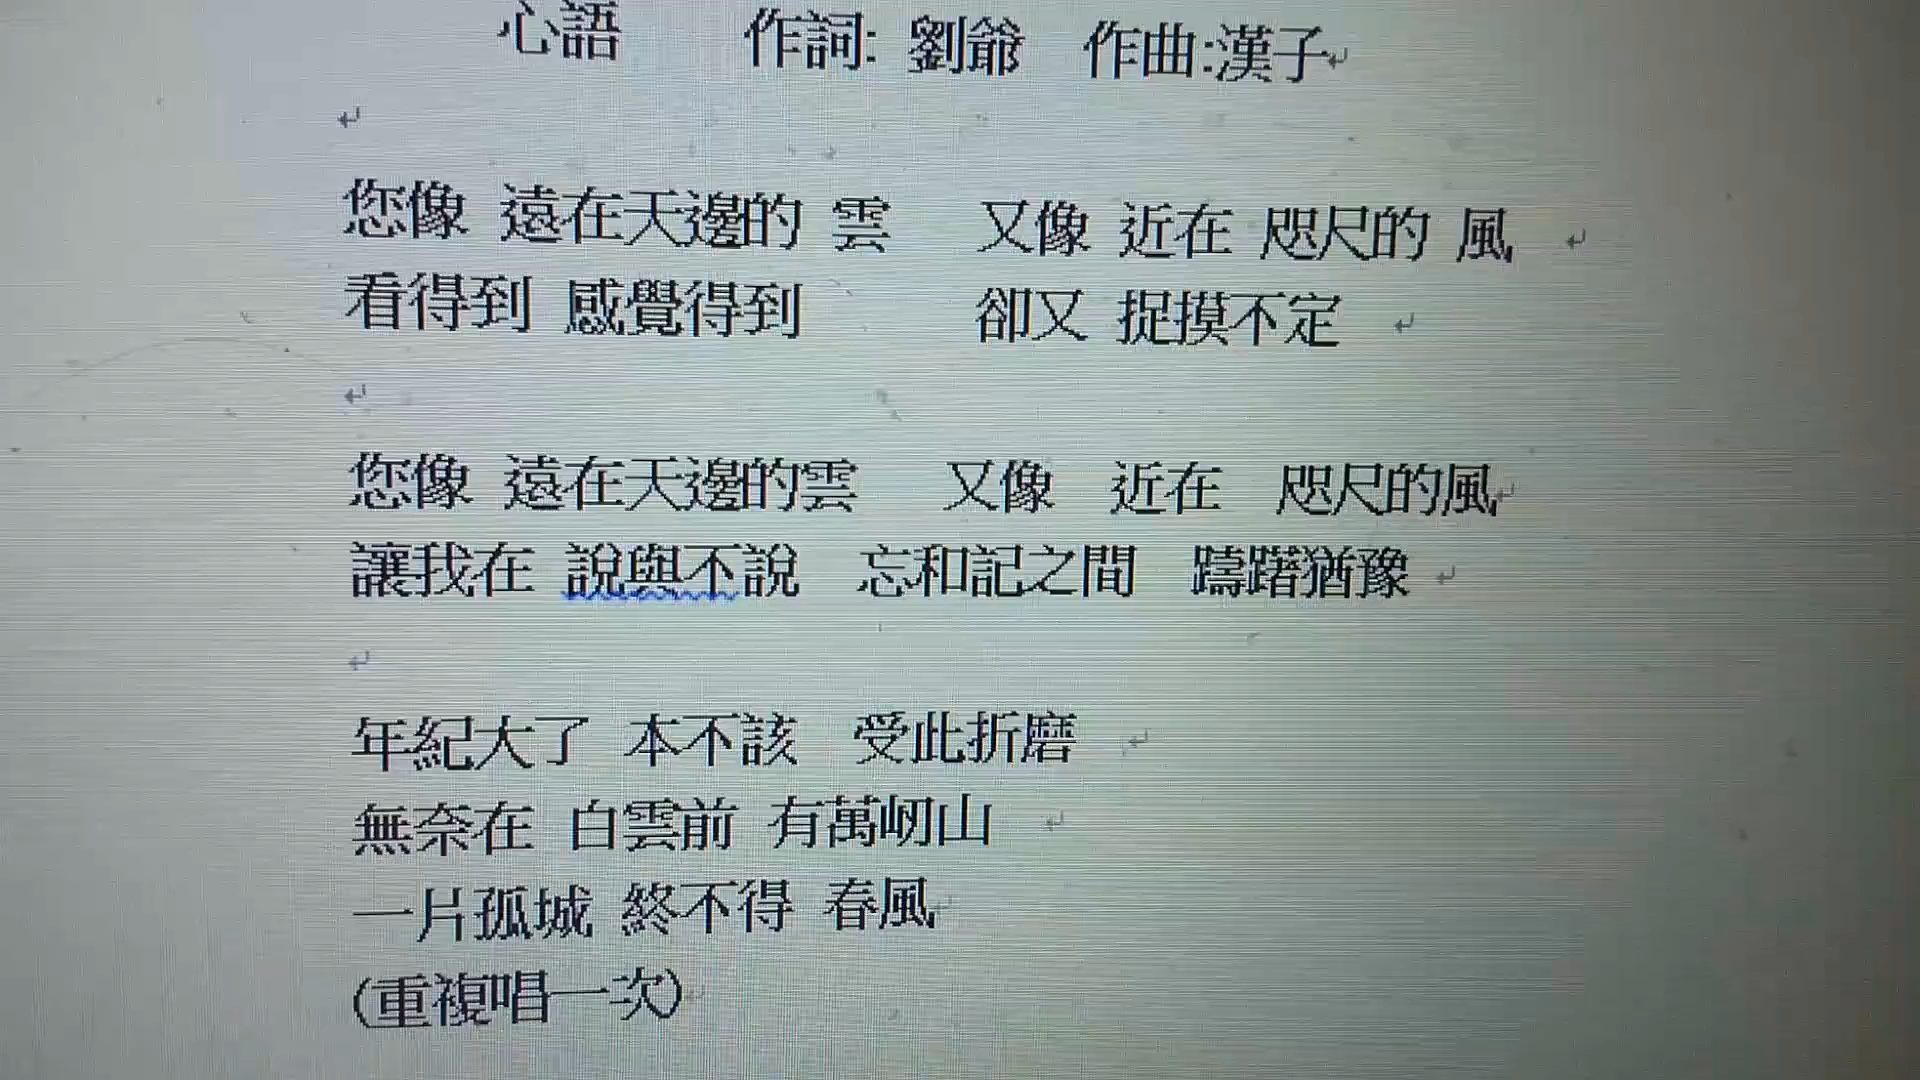 心語 作詞: 劉爺 作曲:漢子
您像 遠在天邊的 雲 又像 近在 咫尺的 風
看得到 感覺得到 卻又 捉摸不定
您像 遠在天邊的雲 又像 近在 咫尺的風
讓我在 說與不說 忘和記之間 躊躇猶豫
年紀大了 本不該 受此折磨
無奈在 白雲前 有萬屻山
一片孤城 終不得 春風
(重複唱一次)